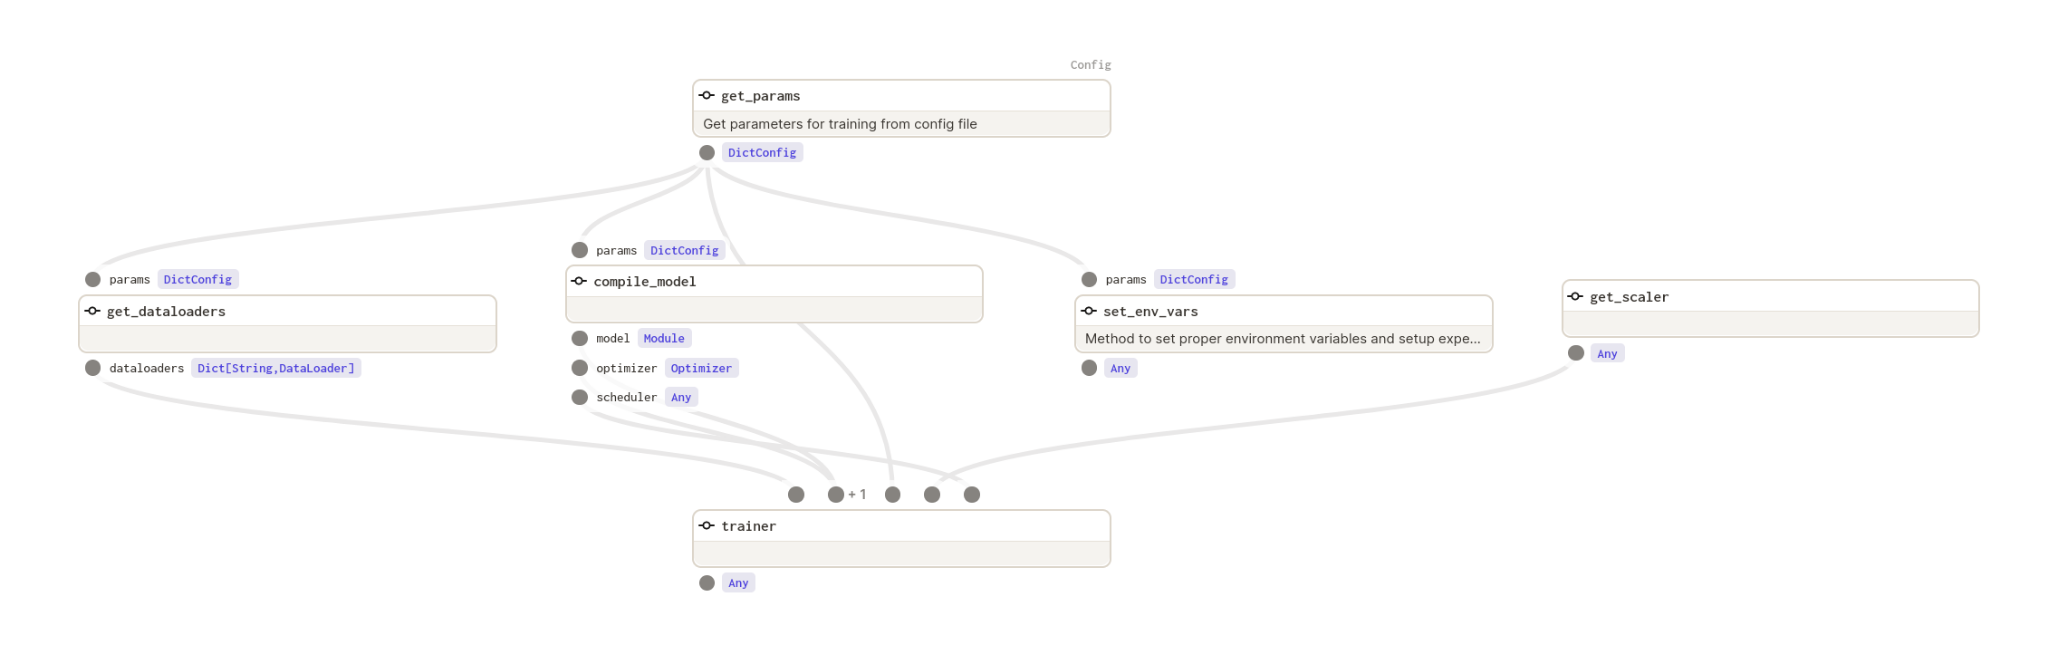 Config
get_params
Get parameters for training from config file
DictConfig
params DictConfig
compile_model
model Module
optimizer Optimizer
scheduler Any
params DictConfig
get_dataloaders
dataloaders Dict[String,DataLoader]
params DictConfig
set_env_vars
Method to set proper environment variables and setup expe...
Any
get_scaler
Any
+ 1
trainer
Any